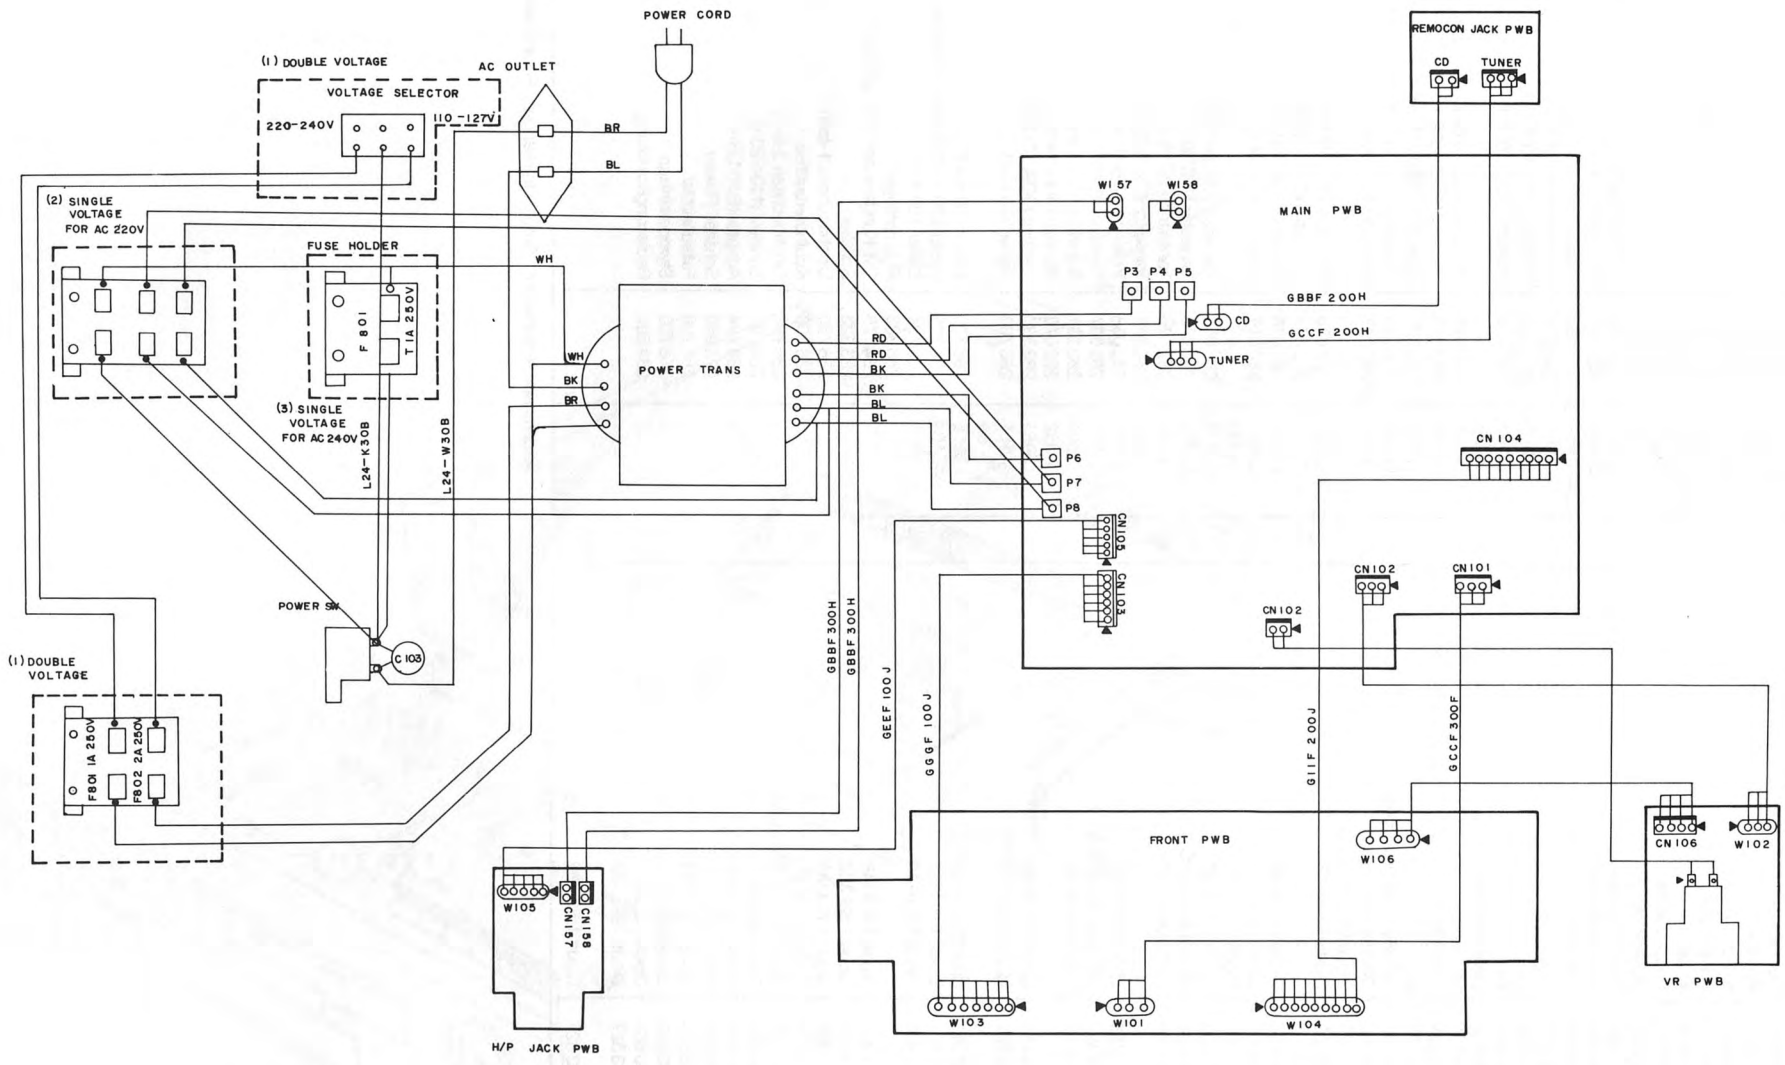 POWER CORD
REMOCON JACK PWB
CD
TUNER
(1) DOUBLE VOLTAGE
AC OUTLET
VOLTAGE SELECTOR
220-240V
110-127V
BR
BL
(2) SINGLE
VOLTAGE
FOR AC 220V
FUSE HOLDER
WH
F801
T1A 250V
(3) SINGLE
VOLTAGE
FOR AC 240V
L24-K30B
L24-W30B
WH
BK
BR
POWER TRANS
RD
RD
BK
BK
BL
BL
W157
W158
MAIN PWB
P3
P4
P5
CD
GBBF 200H
GCCF 200H
TUNER
P6
P7
P8
CN105
CN103
CN104
CN102
CN101
CN102
POWER SW
C103
(1) DOUBLE
VOLTAGE
F801 1A 250V
F802 2A 250V
GBBF 300H
GBBF 300H
GEEF 100J
GGGF 100J
GIIF 200J
GCCF 300F
W105
CN157
CN158
H/P JACK PWB
FRONT PWB
W106
W103
W101
W104
CN106
W102
VR PWB